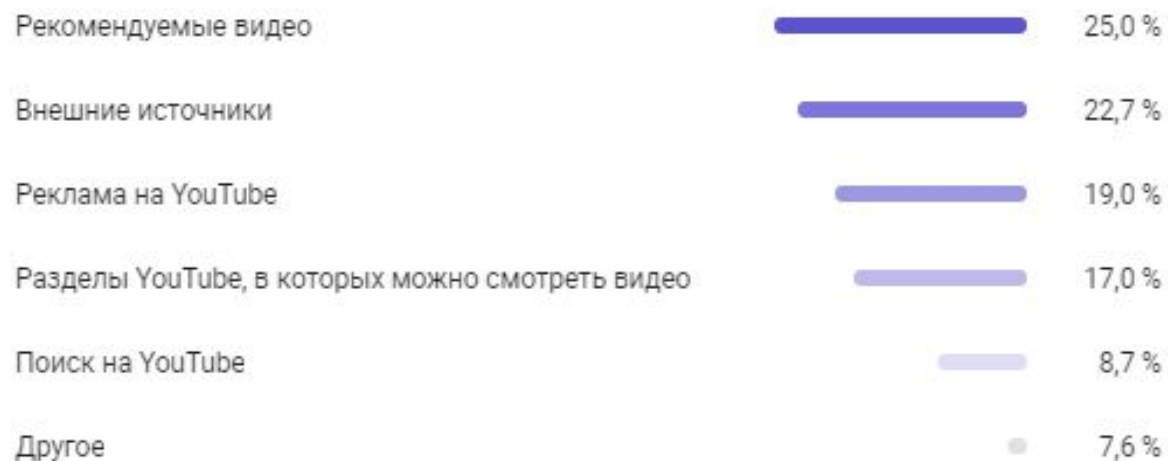 Рекомендуемые видео 25,0 %
Внешние источники 22,7 %
Реклама на YouTube 19,0 %
Разделы YouTube, в которых можно смотреть видео 17,0 %
Поиск на YouTube 8,7 %
Другое 7,6 %